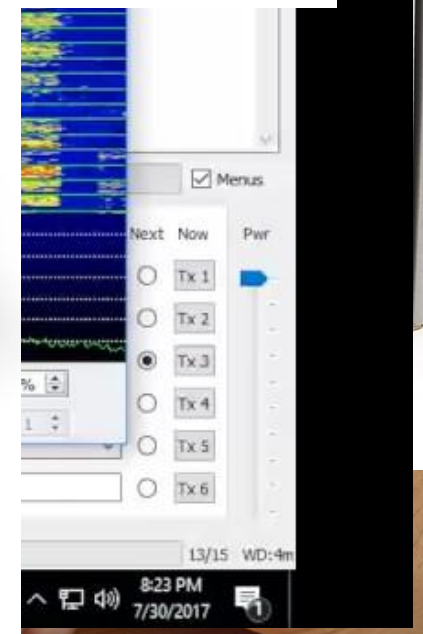 Menus
Next Now Pwr
Tx 1
Tx 2
Tx 3
%
Tx 4
1
Tx 5
Tx 6
13/15 WD:4m
8:23 PM
7/30/2017
1